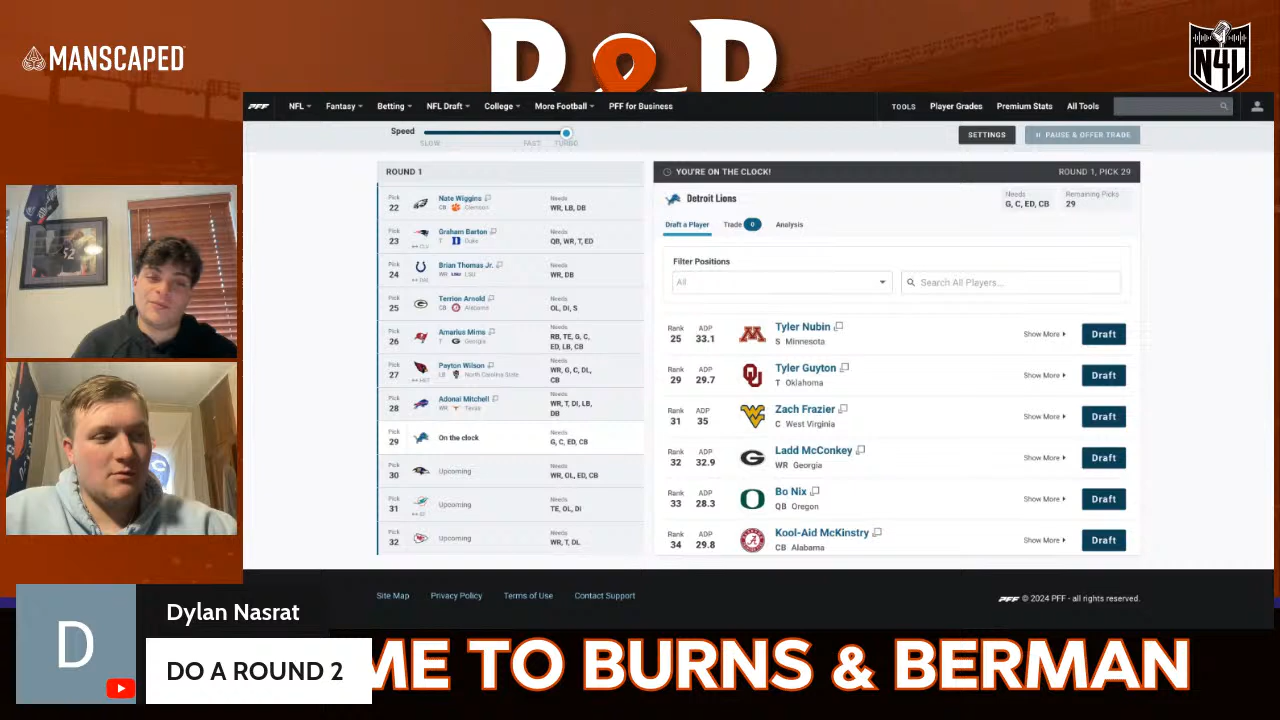 MANSCAPED
B&B
N4L
PFF
NFL
Fantasy
Betting
NFL Draft
College
More Football
PFF for Business
TOOLS
Player Grades
Premium Stats
All Tools
Speed
SLOW
FAST
TURBO
SETTINGS
PAUSE & OFFER TRADE
ROUND 1
Pick 22
Nate Wiggins
CB Clemson
Needs
WR, LB, DB
Pick 23
Graham Barton
T Duke
Needs
QB, WR, T, ED
Pick 24
Brian Thomas Jr.
WR LSU
Needs
WR, DB
Pick 25
Terrion Arnold
CB Alabama
Needs
OL, DI, S
Pick 26
Amarius Mims
T Georgia
Needs
RB, TE, G, C,
ED, LB, CB
Pick 27
Payton Wilson
LB North Carolina State
Needs
WR, G, C, DL,
CB
Pick 28
Adonai Mitchell
WR Texas
Needs
WR, T, DI, LB,
DB
Pick 29
On the clock
Needs
G, C, ED, CB
Pick 30
Upcoming
Needs
WR, OL, ED, CB
Pick 31
Upcoming
Needs
TE, OL, DI
Pick 32
Upcoming
Needs
WR, T, DL
YOU'RE ON THE CLOCK!
ROUND 1, PICK 29
Detroit Lions
Needs
G, C, ED, CB
Remaining Picks
29
Draft a Player
Trade 0
Analysis
Filter Positions
All
Search All Players...
Rank 25
ADP 33.1
Tyler Nubin
S Minnesota
Show More
Draft
Rank 29
ADP 29.7
Tyler Guyton
T Oklahoma
Show More
Draft
Rank 31
ADP 35
Zach Frazier
C West Virginia
Show More
Draft
Rank 32
ADP 32.9
Ladd McConkey
WR Georgia
Show More
Draft
Rank 33
ADP 28.3
Bo Nix
QB Oregon
Show More
Draft
Rank 34
ADP 29.8
Kool-Aid McKinstry
CB Alabama
Show More
Draft
Site Map
Privacy Policy
Terms of Use
Contact Support
PFF © 2024 PFF - all rights reserved.
D
Dylan Nasrat
DO A ROUND 2
ME TO BURNS & BERMAN
52